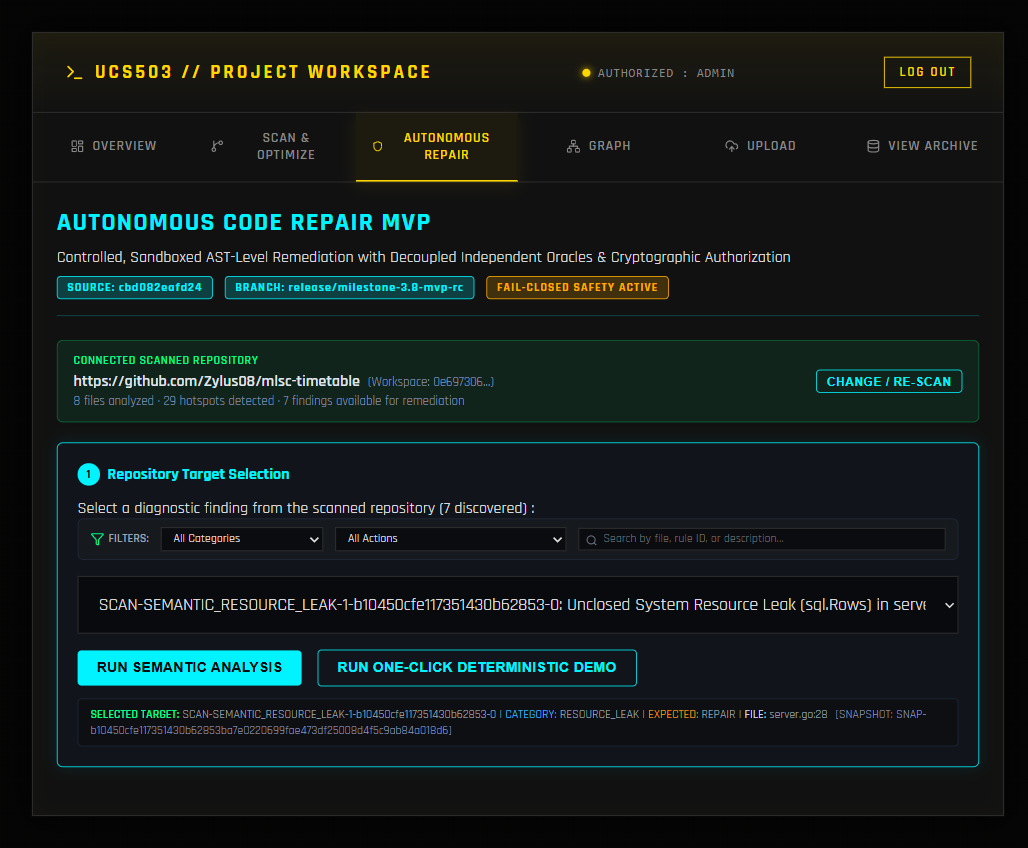 UCS503 // PROJECT WORKSPACE
AUTHORIZED : ADMIN
LOG OUT
OVERVIEW
SCAN &
OPTIMIZE
AUTONOMOUS
REPAIR
GRAPH
UPLOAD
VIEW ARCHIVE
AUTONOMOUS CODE REPAIR MVP
Controlled, Sandboxed AST-Level Remediation with Decoupled Independent Oracles & Cryptographic Authorization
SOURCE: cbd082eafd24
BRANCH: release/milestone-3.0-mvp-rc
FAIL-CLOSED SAFETY ACTIVE
CONNECTED SCANNED REPOSITORY
https://github.com/Zylus08/mlsc-timetable (Workspace: 0e697306...)
8 files analyzed · 29 hotspots detected · 7 findings available for remediation
CHANGE / RE-SCAN
1 Repository Target Selection
Select a diagnostic finding from the scanned repository (7 discovered) :
FILTERS: All Categories All Actions Search by file, rule ID, or description...
SCAN-SEMANTIC_RESOURCE_LEAK-1-b10450cfe117351430b62853-0: Unclosed System Resource Leak (sql.Rows) in serve
RUN SEMANTIC ANALYSIS
RUN ONE-CLICK DETERMINISTIC DEMO
SELECTED TARGET: SCAN-SEMANTIC_RESOURCE_LEAK-1-b10450cfe117351430b62853-0 | CATEGORY: RESOURCE_LEAK | EXPECTED: REPAIR | FILE: server.go:28 [SNAPSHOT: SNAP-
b10450cfe117351430b62853ba7e0220699fae473df25008d4f5c9ab84a018d6]